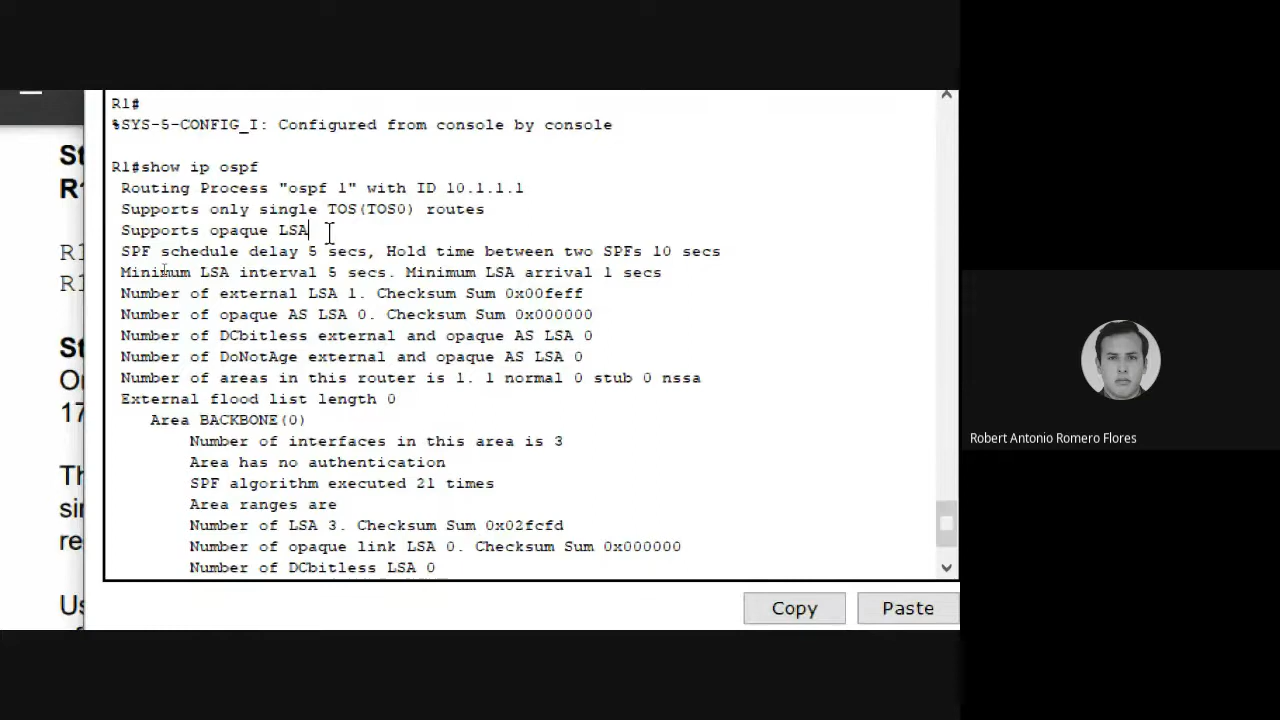 R1#
%SYS-5-CONFIG_I: Configured from console by console
R1#show ip ospf
Routing Process "ospf 1" with ID 10.1.1.1
Supports only single TOS(TOS0) routes
Supports opaque LSA
SPF schedule delay 5 secs, Hold time between two SPFs 10 secs
Minimum LSA interval 5 secs. Minimum LSA arrival 1 secs
Number of external LSA 1. Checksum Sum 0x00feff
Number of opaque AS LSA 0. Checksum Sum 0x000000
Number of DCbitless external and opaque AS LSA 0
Number of DoNotAge external and opaque AS LSA 0
Number of areas in this router is 1. 1 normal 0 stub 0 nssa
External flood list length 0
Area BACKBONE(0)
Number of interfaces in this area is 3
Area has no authentication
SPF algorithm executed 21 times
Area ranges are
Number of LSA 3. Checksum Sum 0x02fcfd
Number of opaque link LSA 0. Checksum Sum 0x000000
Number of DCbitless LSA 0
Copy Paste
Robert Antonio Romero Flores